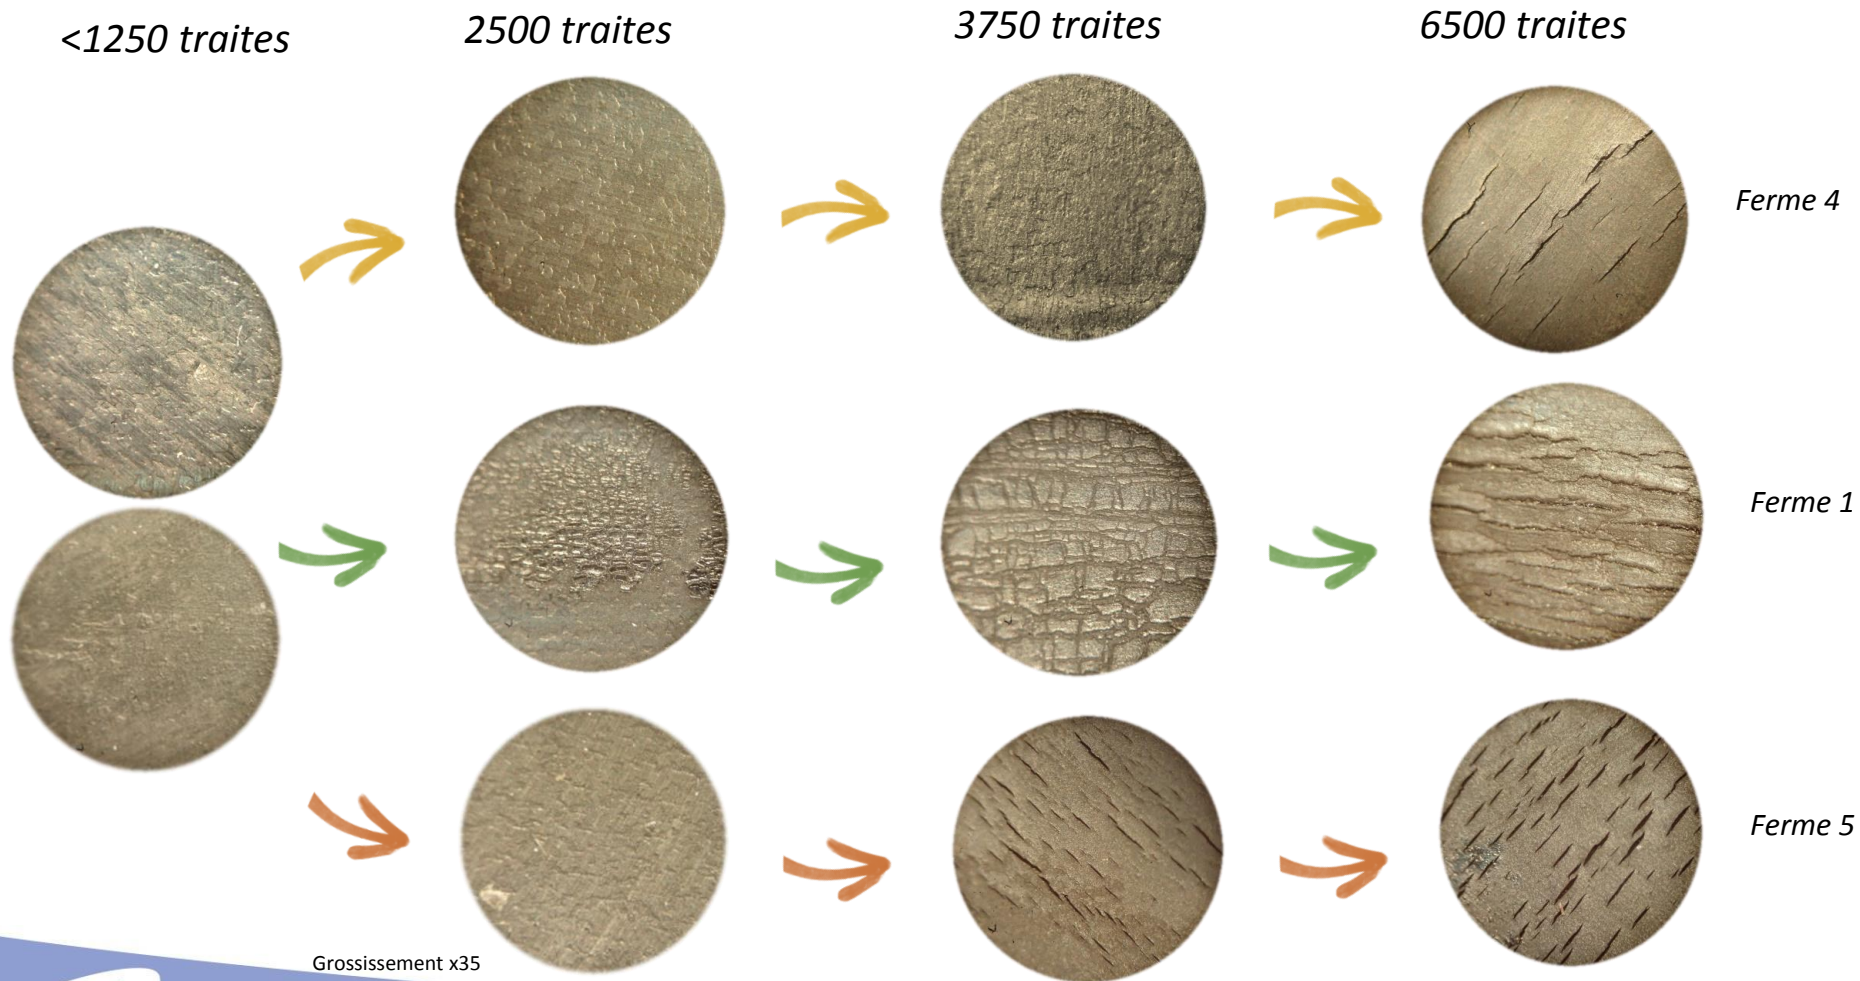 <1250 traites
2500 traites
3750 traites
6500 traites
Ferme 4
Ferme 1
Ferme 5
Grossissement x35